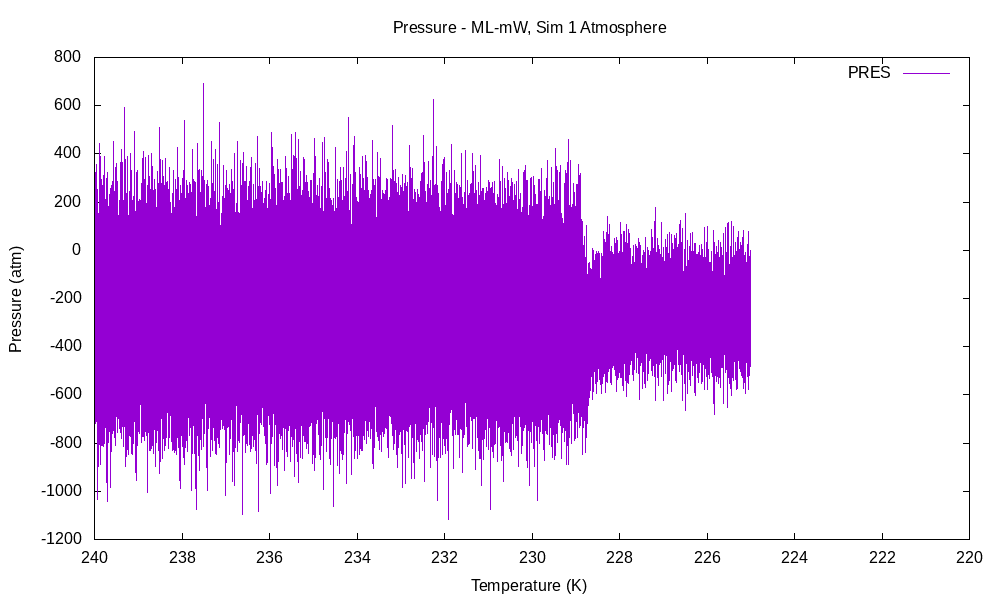 Pressure - ML-mW, Sim 1 Atmosphere
PRES
Pressure (atm)
800
600
400
200
0
-200
-400
-600
-800
-1000
-1200
240 238 236 234 232 230 228 226 224 222 220
Temperature (K)